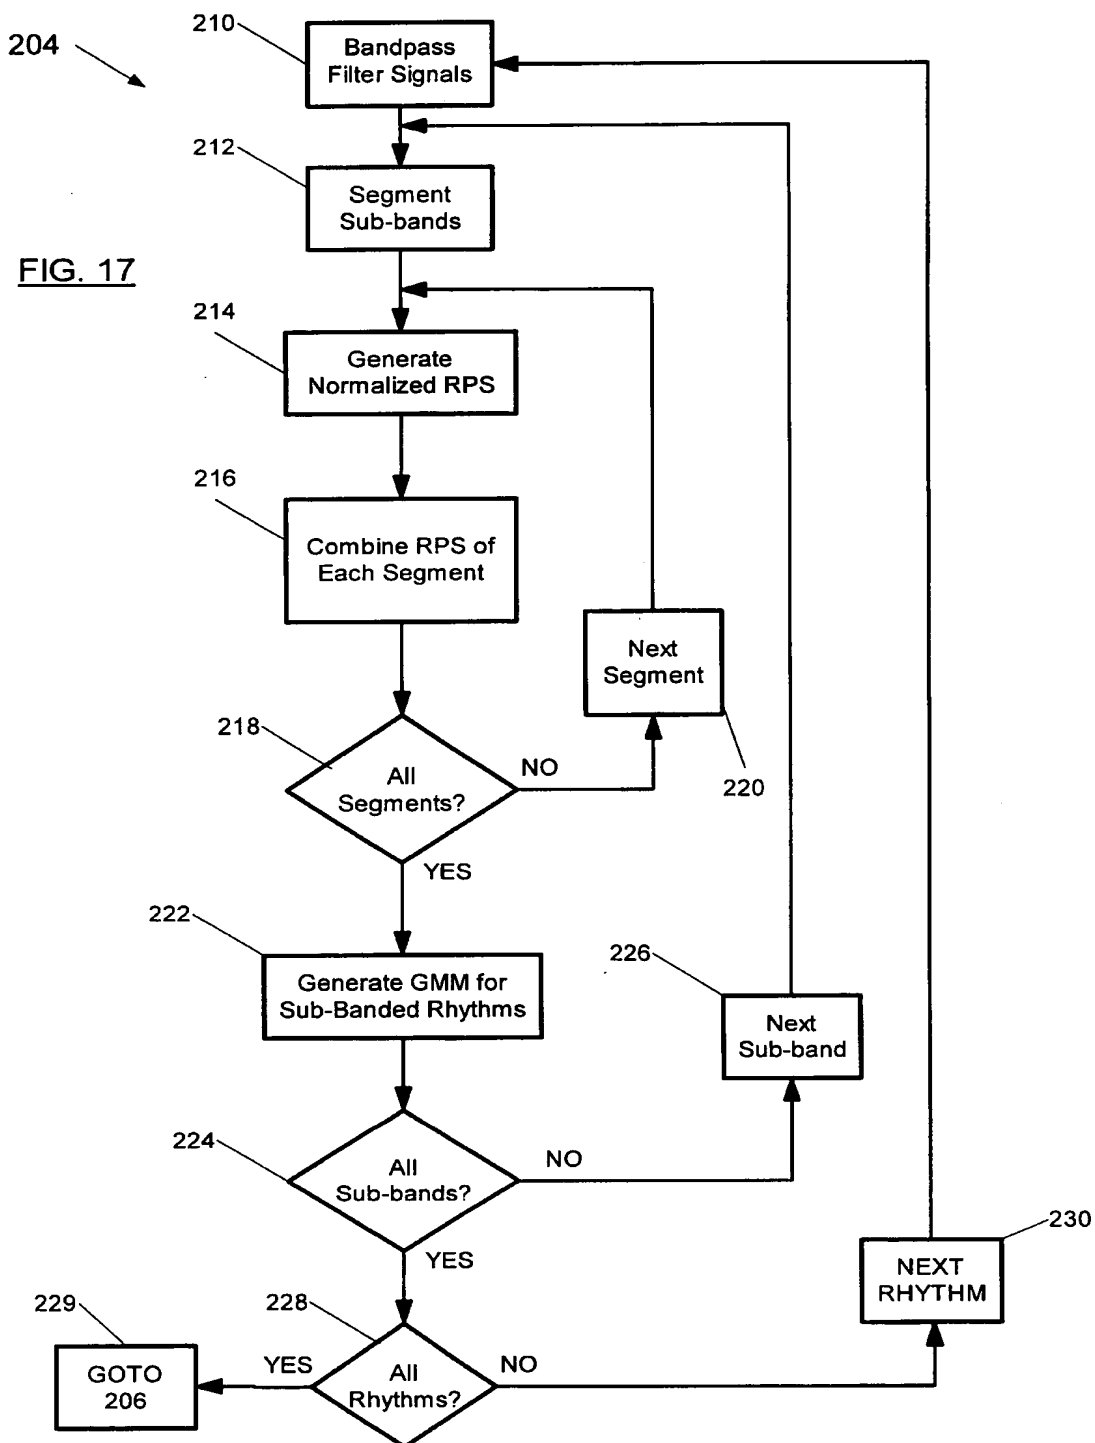 204
210
Bandpass
Filter Signals
212
Segment
Sub-bands
FIG. 17
214
Generate
Normalized RPS
216
Combine RPS of
Each Segment
Next
Segment
218
All
Segments?
NO
220
YES
222
Generate GMM for
Sub-Banded Rhythms
226
Next
Sub-band
224
All
Sub-bands?
NO
YES
230
NEXT
RHYTHM
229
GOTO
206
YES
228
All
Rhythms?
NO